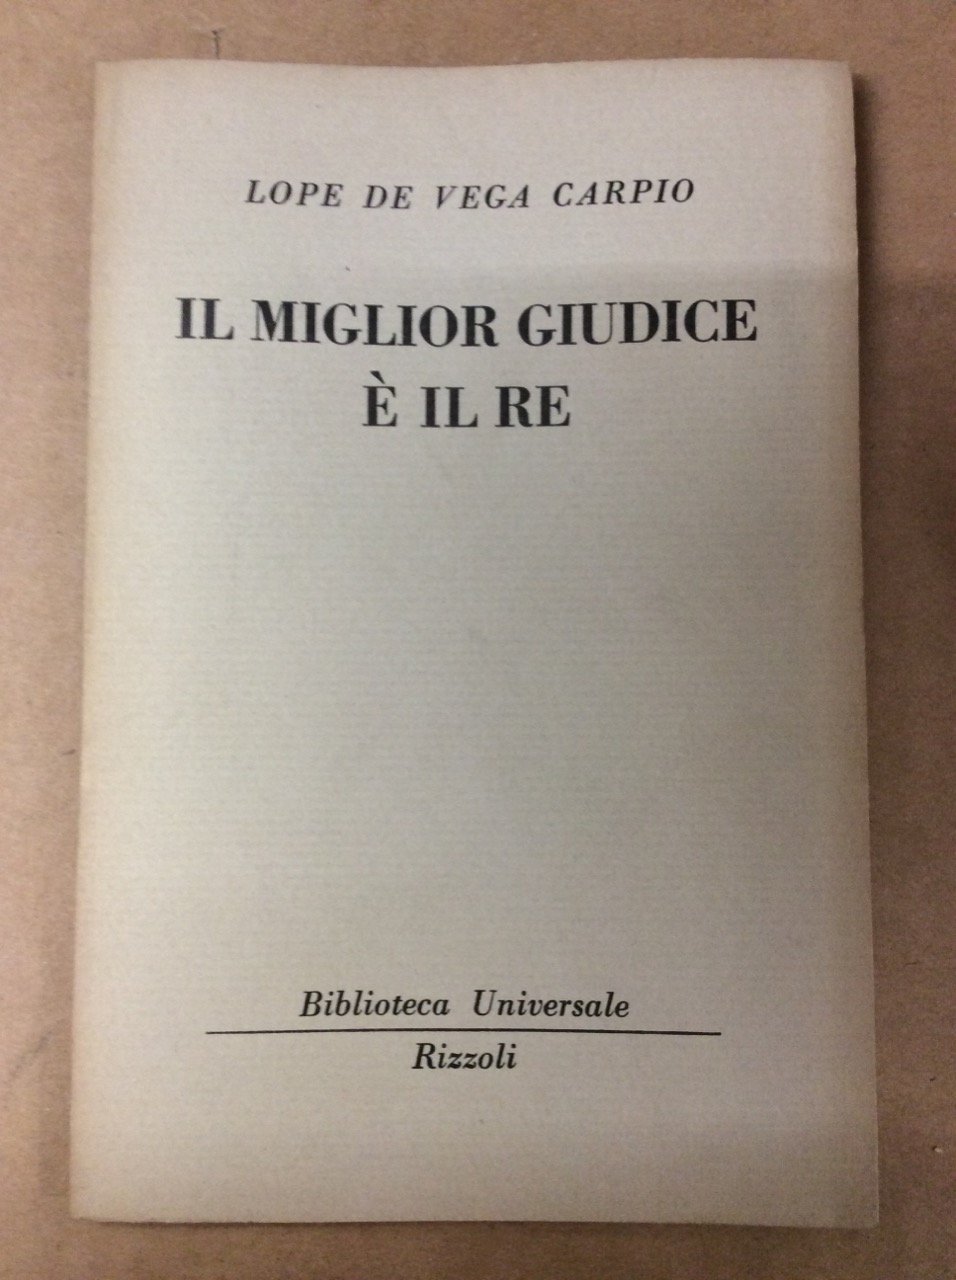 LOPE DE VEGA CARPIO
IL MIGLIOR GIUDICE
È IL RE
Biblioteca Universale
Rizzoli